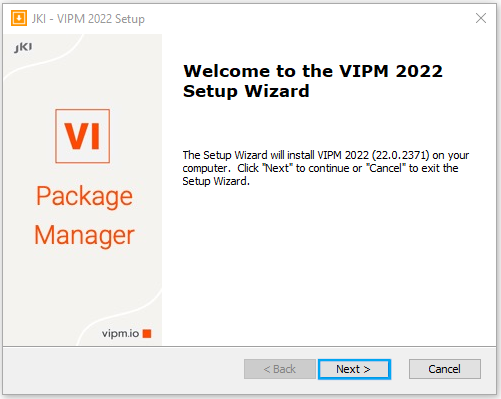 JKI - VIPM 2022 Setup
JKI
VI
Package
Manager
vipm.io
Welcome to the VIPM 2022
Setup Wizard
The Setup Wizard will install VIPM 2022 (22.0.2371) on your
computer. Click "Next" to continue or "Cancel" to exit the
Setup Wizard.
< Back
Next >
Cancel